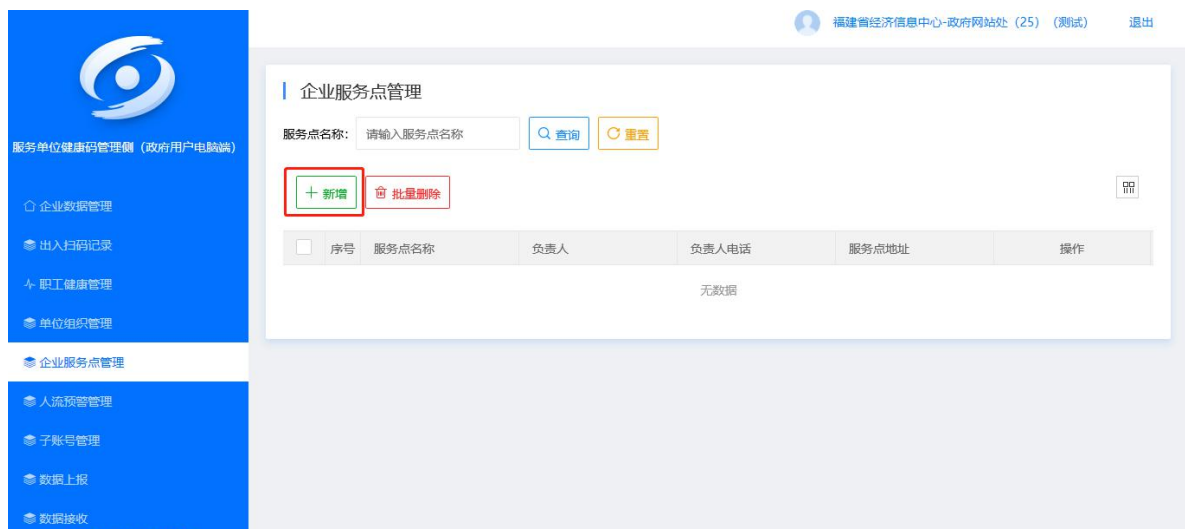 福建省经济信息中心-政府网站处（25）（测试） 退出
服务单位健康码管理侧（政府用户电脑端）
企业数据管理
出入扫码记录
职工健康管理
单位组织管理
企业服务点管理
人流预警管理
子账号管理
数据上报
数据接收
企业服务点管理
服务点名称： 请输入服务点名称 查询 重置
新增 批量删除
序号 服务点名称 负责人 负责人电话 服务点地址 操作
无数据